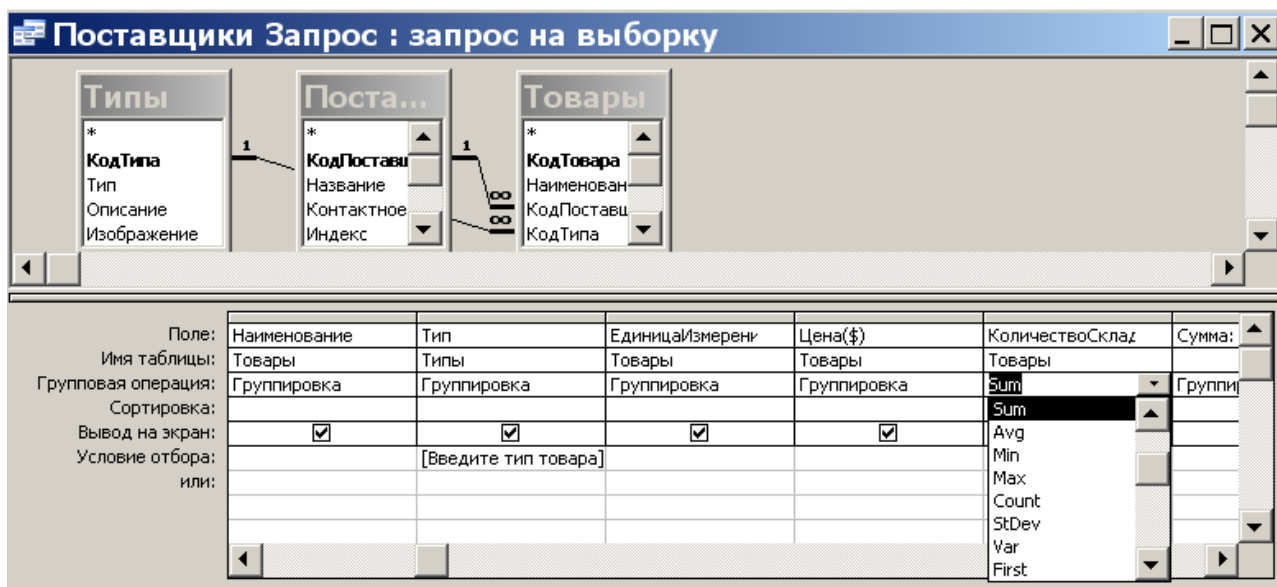 Поставщики Запрос : запрос на выборку
Типы
*
КодТипа
Тип
Описание
Изображение
1
Поста...
*
КодПоставщ
Название
Контактное
Индекс
1
∞
∞
Товары
*
КодТовара
Наименован
КодПоставщ
КодТипа
Поле: Наименование Тип ЕдиницаИзмерени Цена($) КоличествоСклад Сумма:
Имя таблицы: Товары Типы Товары Товары Товары
Групповая операция: Группировка Группировка Группировка Группировка Sum Группи
Сортировка:
Вывод на экран:
Условие отбора: [Введите тип товара]
или:
Sum
Avg
Min
Max
Count
StDev
Var
First